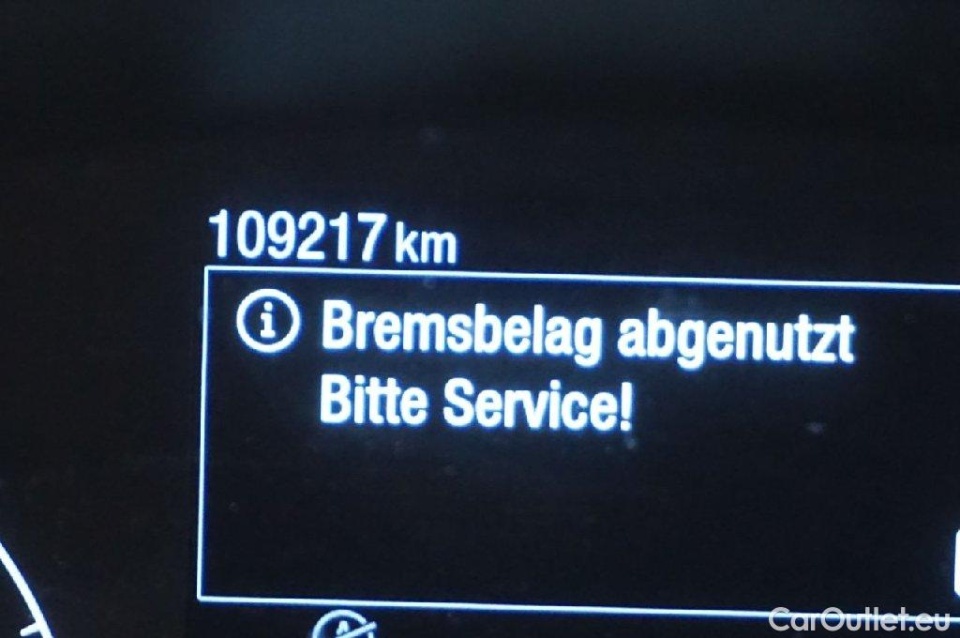 109217 km
i Bremsbelag abgenutzt
Bitte Service!
A
CarOutlet.eu